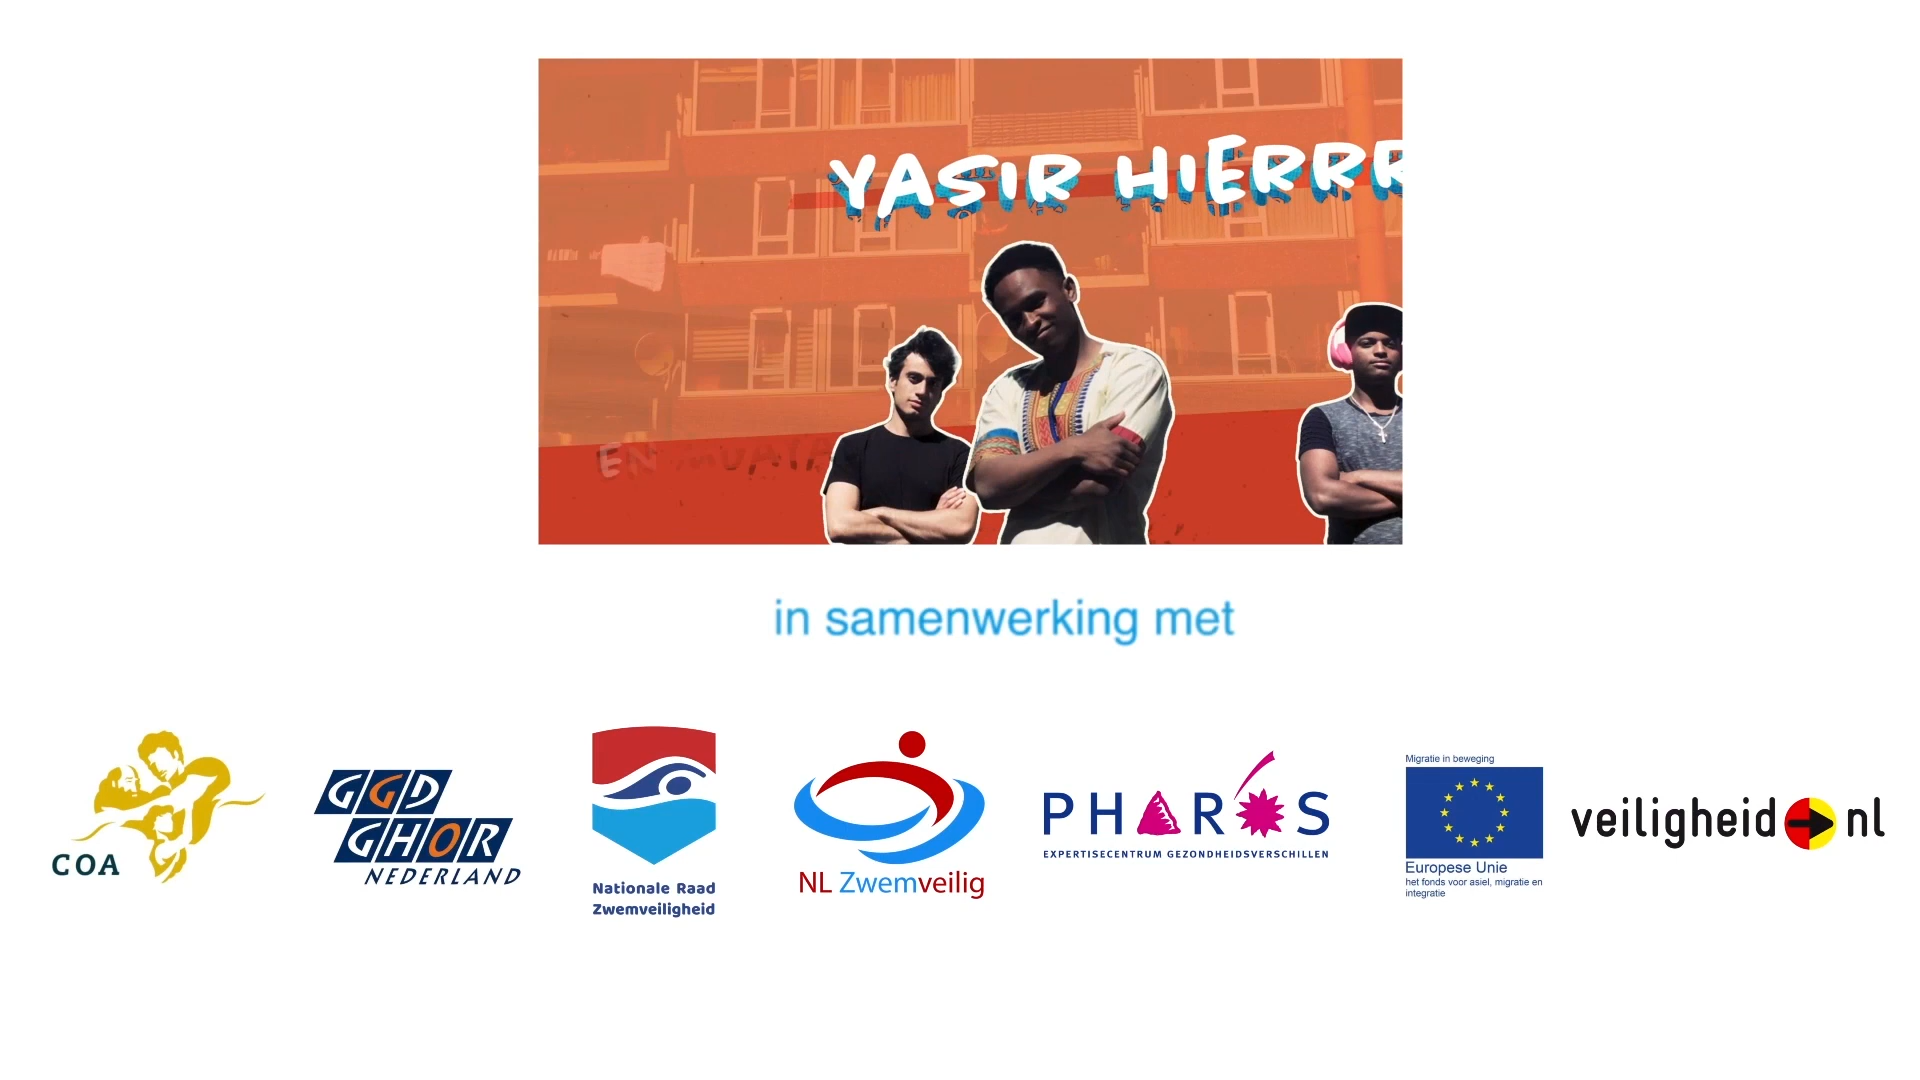 YASIR HIERRR
EN
in samenwerking met
COA
GGD
GHOR
NEDERLAND
Nationale Raad
Zwemveiligheid
NL Zwemveilig
PHAROS
EXPERTISECENTRUM GEZONDHEIDSVERSCHILLEN
Migratie in beweging
Europese Unie
het fonds voor asiel, migratie en
integratie
veiligheid nl